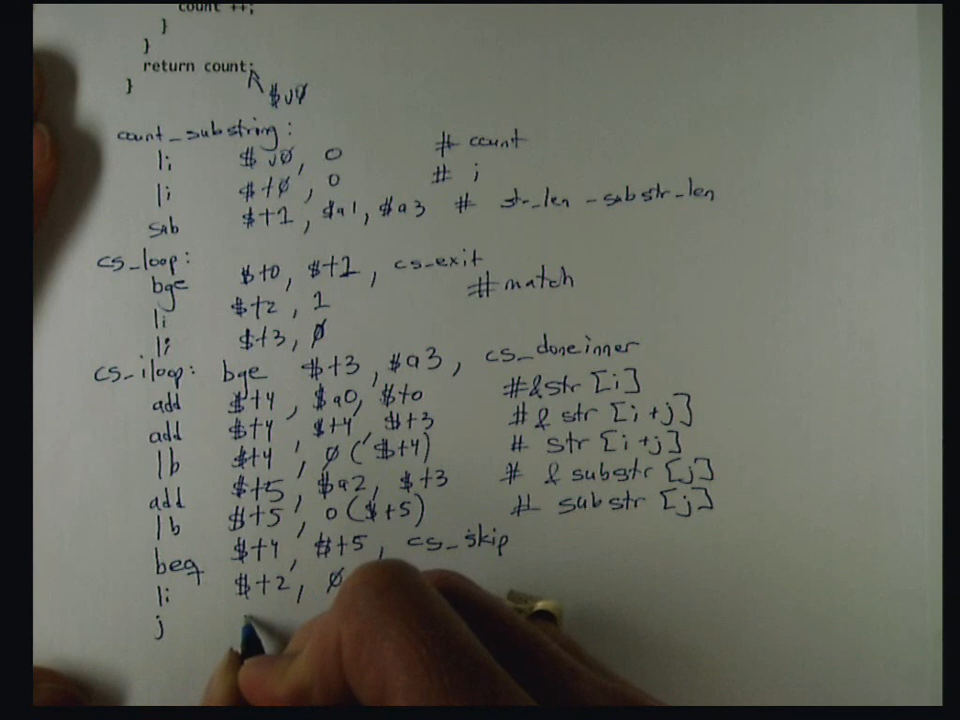 count ++;
}
}
return count;
}
$v0
count_substring:
li $v0, 0 # count
li $t0, 0 # j
sub $t1, $a1, $a3 # str_len - substr_len
cs_loop:
bge $t0, $t1, cs_exit
li $t2, 1 #match
li $t3, 0
cs_iloop: bge $t3, $a3, cs_doneinner
add $t4, $a0, $t0 #&str [i]
add $t4, $t4, $t3 #& str [i+j]
lb $t4, 0($t4) # str [i+j]
add $t5, $a2, $t3 # & substr [j]
lb $t5, 0($t5) # substr [j]
beq $t4, $t5, cs_skip
li $t2, 0
j